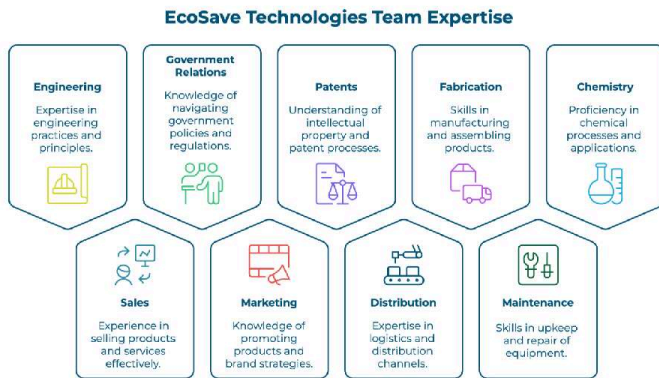 EcoSave Technologies Team Expertise
Engineering
Expertise in
engineering
practices and
principles.
Government
Relations
Knowledge of
navigating
government
policies and
regulations.
Patents
Understanding of
intellectual
property and
patent processes.
Fabrication
Skills in
manufacturing
and assembling
products.
Chemistry
Proficiency in
chemical
processes and
applications.
Sales
Experience in
selling products
and services
effectively.
Marketing
Knowledge of
promoting
products and
brand strategies.
Distribution
Expertise in
logistics and
distribution
channels.
Maintenance
Skills in upkeep
and repair of
equipment.